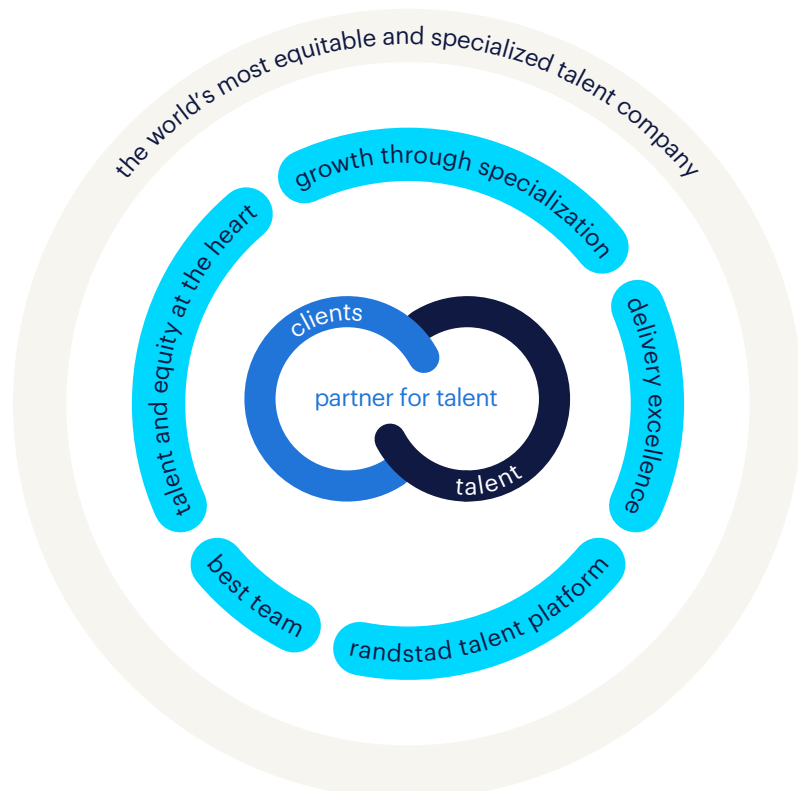 the world's most equitable and specialized talent company
growth through specialization
delivery excellence
randstad talent platform
best team
talent and equity at the heart
clients
partner for talent
talent